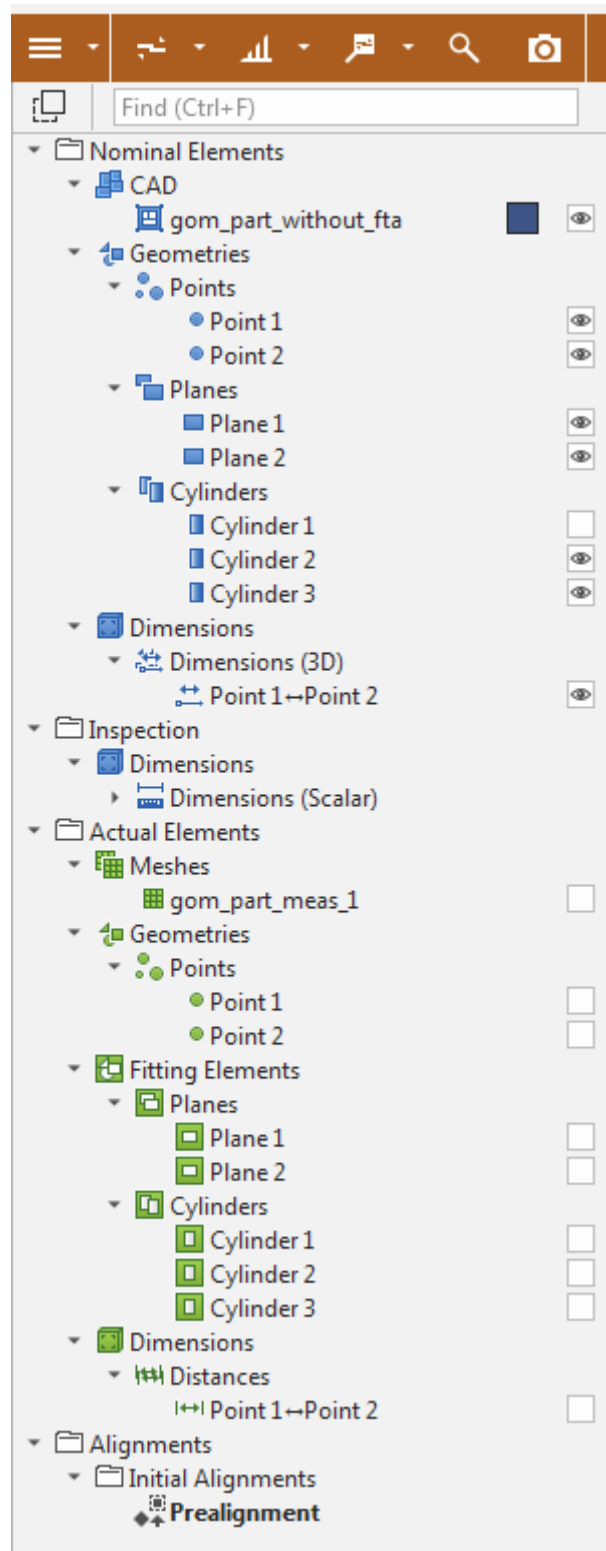 Find (Ctrl+F)
Nominal Elements
CAD
gom_part_without_fta
Geometries
Points
Point 1
Point 2
Planes
Plane 1
Plane 2
Cylinders
Cylinder 1
Cylinder 2
Cylinder 3
Dimensions
Dimensions (3D)
Point 1↔Point 2
Inspection
Dimensions
Dimensions (Scalar)
Actual Elements
Meshes
gom_part_meas_1
Geometries
Points
Point 1
Point 2
Fitting Elements
Planes
Plane 1
Plane 2
Cylinders
Cylinder 1
Cylinder 2
Cylinder 3
Dimensions
Distances
Point 1↔Point 2
Alignments
Initial Alignments
Prealignment